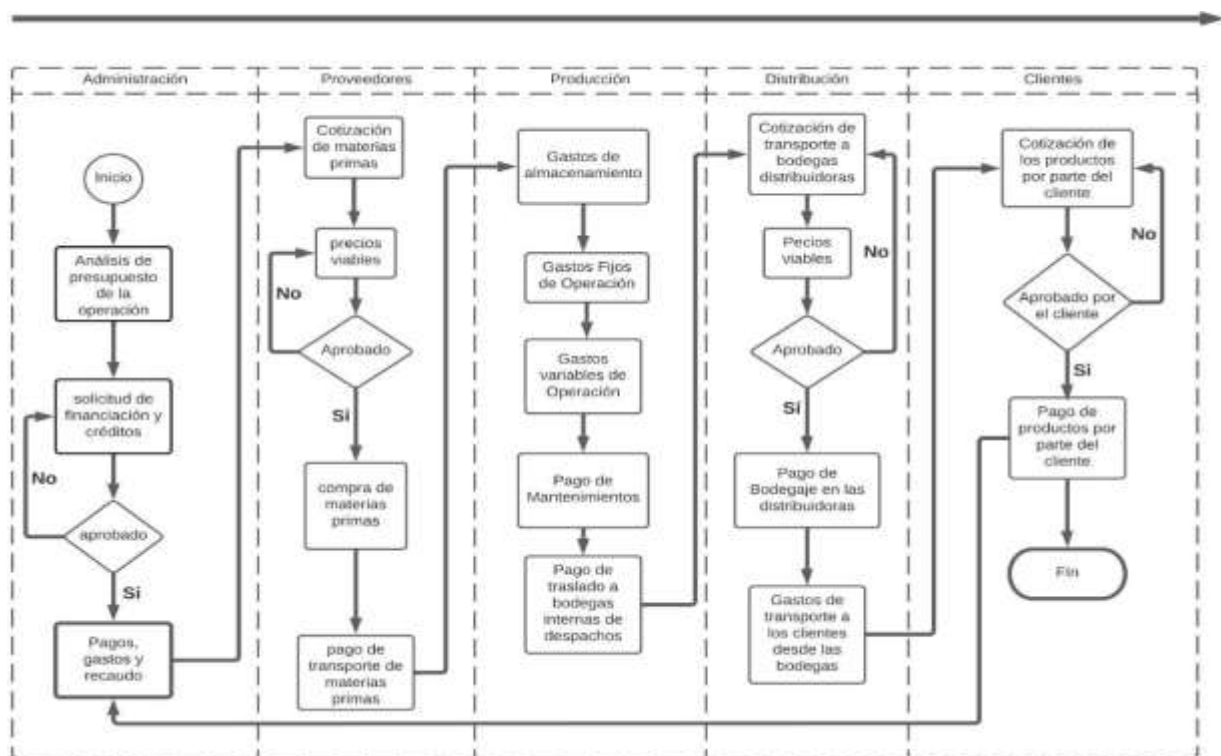 Administración
Proveedores
Producción
Distribución
Clientes
Inicio
Análisis de
presupuesto
de la
operación
solicitud de
financiación y
créditos
No
aprobado
Sí
Pagos,
gastos y
recaudo
Cotización
de materias
primas
precios
viables
No
Aprobado
Sí
compra de
materias
primas
pago de
transporte de
materias
primas
Gastos de
almacenamiento
Gastos Fijos
de Operación
Gastos
variables de
Operación
Pago de
Mantenimientos
Pago de
traslado a
bodegas
internas de
despachos
Cotización de
transporte a
bodegas
distribuidoras
Pecios
viables
No
Aprobado
Sí
Pago de
Bodegaje en las
distribuidoras
Gastos de
transporte a
los clientes
desde las
bodegas
Cotización de
los productos
por parte del
cliente
No
Aprobado por
el cliente
Si
Pago de
productos por
parte del
cliente
Fin